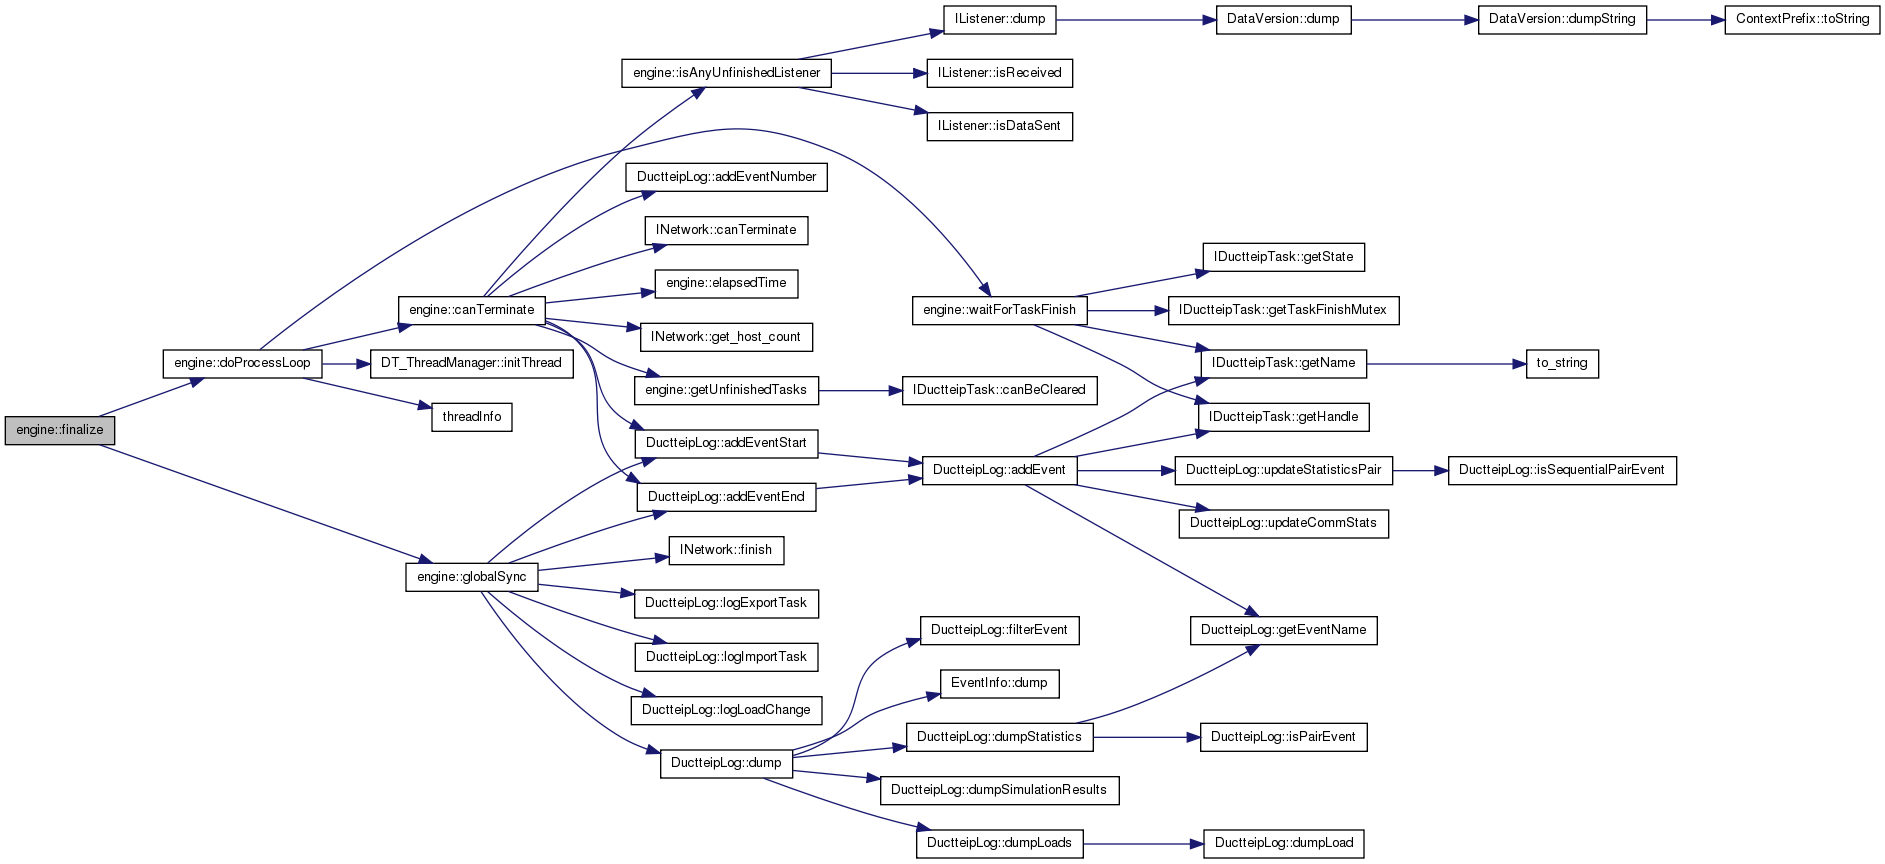 IListener::dump
DataVersion::dump
DataVersion::dumpString
ContextPrefix::toString
engine::isAnyUnfinishedListener
IListener::isReceived
IListener::isDataSent
DuctteipLog::addEventNumber
INetwork::canTerminate
IDuctteipTask::getState
engine::elapsedTime
engine::canTerminate
engine::waitForTaskFinish
IDuctteipTask::getTaskFinishMutex
INetwork::get_host_count
engine::doProcessLoop
DT_ThreadManager::initThread
IDuctteipTask::getName
to_string
engine::getUnfinishedTasks
IDuctteipTask::canBeCleared
threadInfo
IDuctteipTask::getHandle
engine::finalize
DuctteipLog::addEventStart
DuctteipLog::addEvent
DuctteipLog::updateStatisticsPair
DuctteipLog::isSequentialPairEvent
DuctteipLog::addEventEnd
DuctteipLog::updateCommStats
INetwork::finish
engine::globalSync
DuctteipLog::logExportTask
DuctteipLog::filterEvent
DuctteipLog::getEventName
DuctteipLog::logImportTask
EventInfo::dump
DuctteipLog::logLoadChange
DuctteipLog::dumpStatistics
DuctteipLog::isPairEvent
DuctteipLog::dump
DuctteipLog::dumpSimulationResults
DuctteipLog::dumpLoads
DuctteipLog::dumpLoad